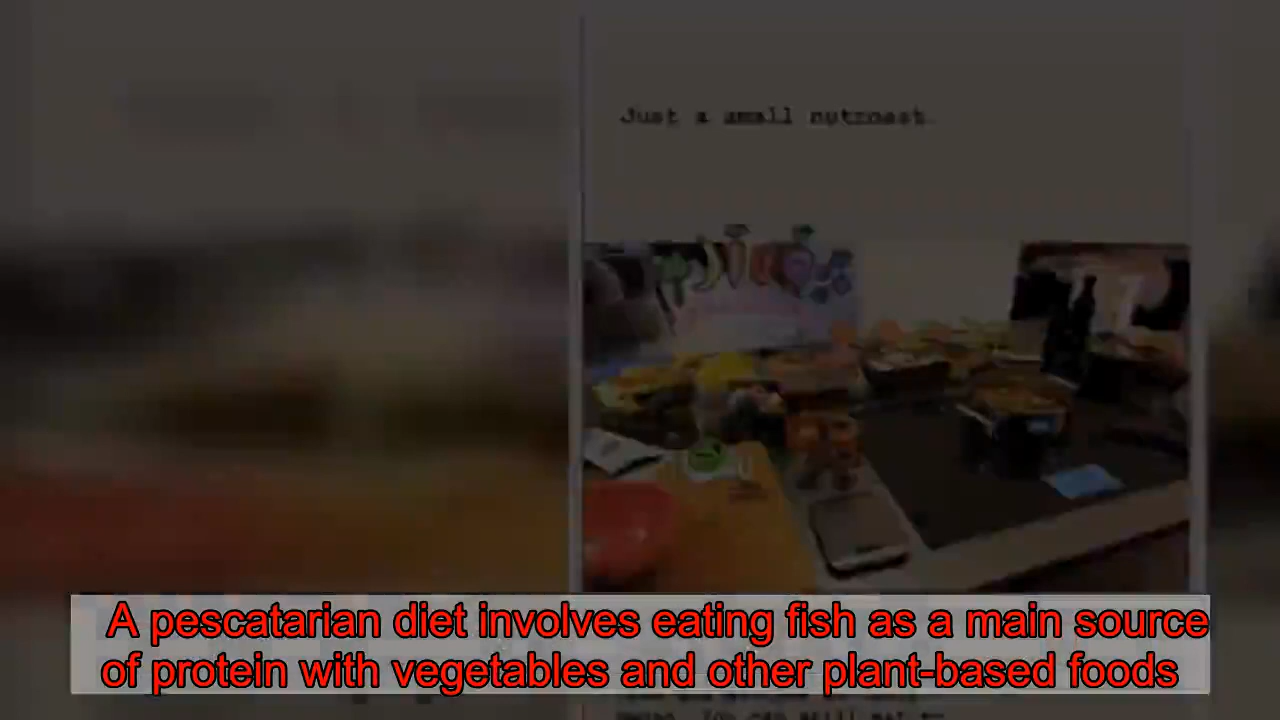 Just a small nutroast.
A pescatarian diet involves eating fish as a main source
of protein with vegetables and other plant-based foods